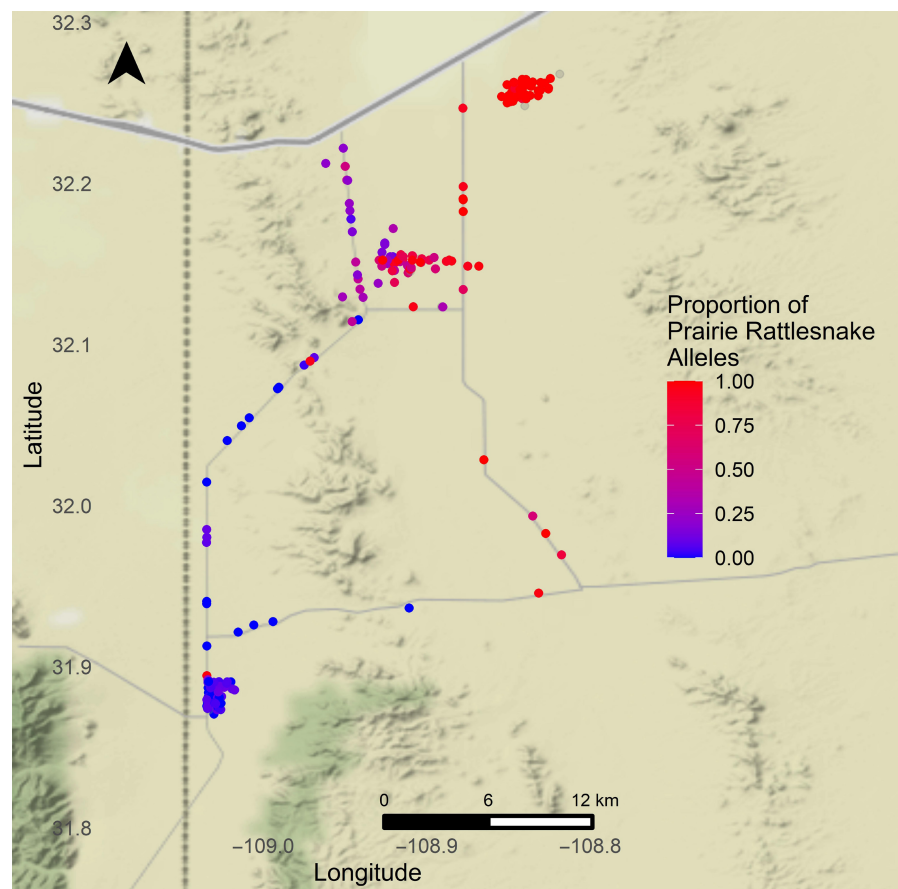 32.3
32.2
32.1
32.0
31.9
31.8
Latitude
Proportion of
Prairie Rattlesnake
Alleles
1.00
0.75
0.50
0.25
0.00
0 6 12 km
−109.0 −108.9 −108.8
Longitude